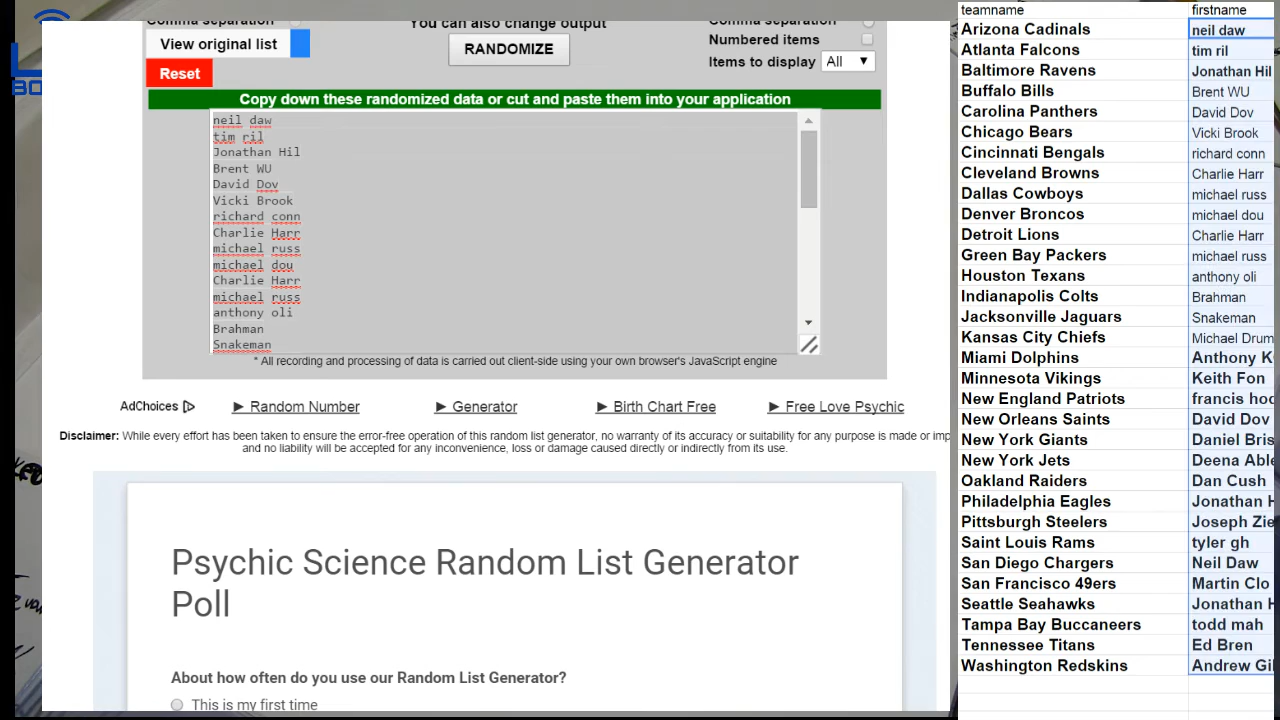 Comma separation
You can also change output
Comma separation
View original list
RANDOMIZE
Numbered items
Items to display All
Reset
Copy down these randomized data or cut and paste them into your application
neil daw
tim ril
Jonathan Hil
Brent WU
David Dov
Vicki Brook
richard conn
Charlie Harr
michael russ
michael dou
Charlie Harr
michael russ
anthony oli
Brahman
Snakeman
* All recording and processing of data is carried out client-side using your own browser's JavaScript engine
AdChoices
► Random Number
► Generator
► Birth Chart Free
► Free Love Psychic
Disclaimer: While every effort has been taken to ensure the error-free operation of this random list generator, no warranty of its accuracy or suitability for any purpose is made or imp
and no liability will be accepted for any inconvenience, loss or damage caused directly or indirectly from its use.
Psychic Science Random List Generator
Poll
About how often do you use our Random List Generator?
This is my first time
teamname firstname
Arizona Cadinals neil daw
Atlanta Falcons tim ril
Baltimore Ravens Jonathan Hil
Buffalo Bills Brent WU
Carolina Panthers David Dov
Chicago Bears Vicki Brook
Cincinnati Bengals richard conn
Cleveland Browns Charlie Harr
Dallas Cowboys michael russ
Denver Broncos michael dou
Detroit Lions Charlie Harr
Green Bay Packers michael russ
Houston Texans anthony oli
Indianapolis Colts Brahman
Jacksonville Jaguars Snakeman
Kansas City Chiefs Michael Drum
Miami Dolphins Anthony K
Minnesota Vikings Keith Fon
New England Patriots francis hoo
New Orleans Saints David Dov
New York Giants Daniel Bris
New York Jets Deena Able
Oakland Raiders Dan Cush
Philadelphia Eagles Jonathan H
Pittsburgh Steelers Joseph Zie
Saint Louis Rams tyler gh
San Diego Chargers Neil Daw
San Francisco 49ers Martin Clo
Seattle Seahawks Jonathan H
Tampa Bay Buccaneers todd mah
Tennessee Titans Ed Bren
Washington Redskins Andrew Gil